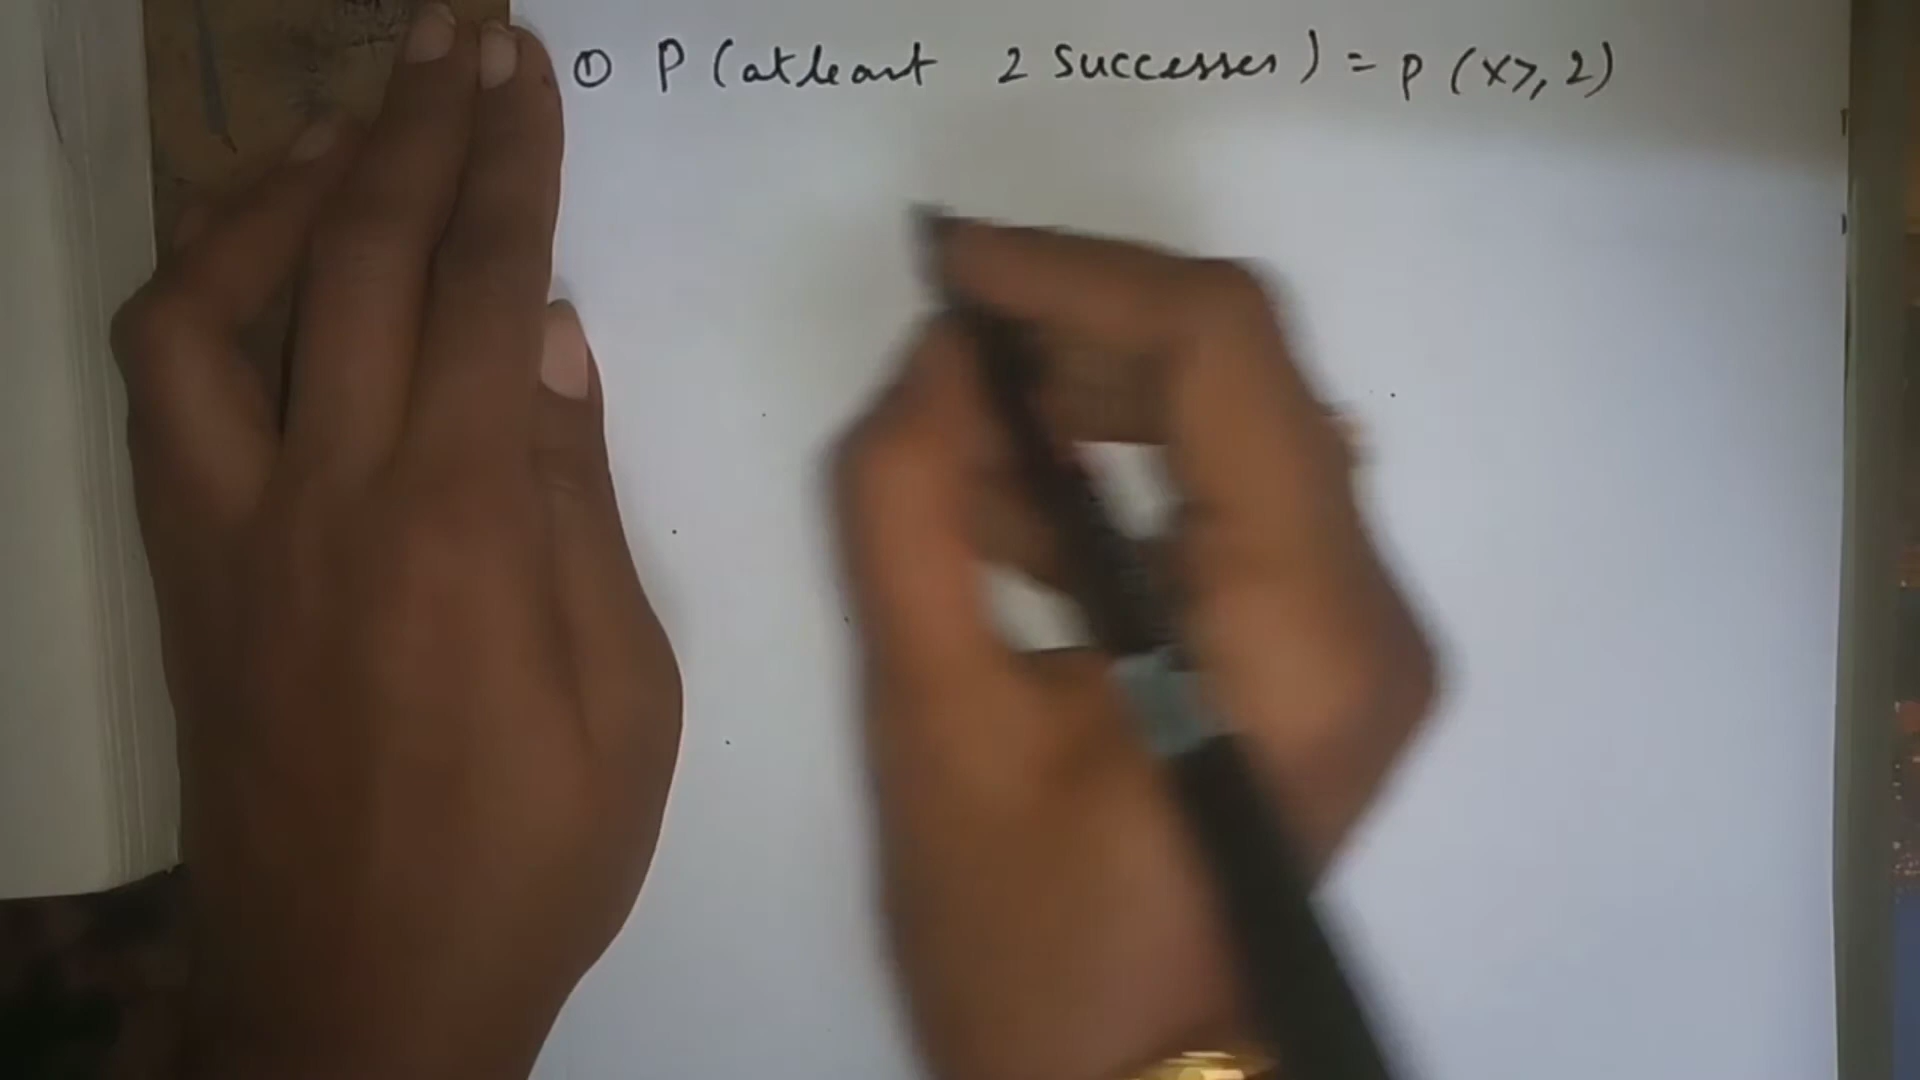 ① P (atleast 2 successes) = P (X ≥ 2)